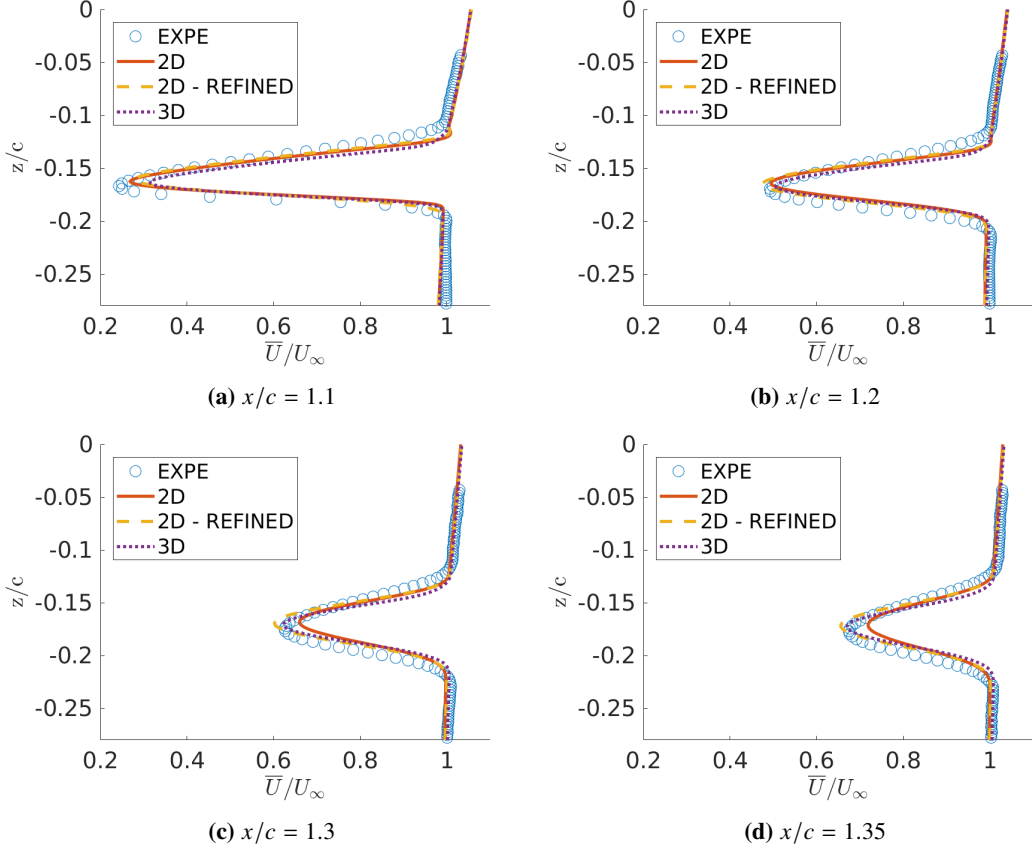 0
-0.05
-0.1
-0.15
-0.2
-0.25
z/c
EXPE
2D
2D - REFINED
3D
0.2 0.4 0.6 0.8 1
U̅/U∞
(a) x/c = 1.1
0
-0.05
-0.1
-0.15
-0.2
-0.25
z/c
EXPE
2D
2D - REFINED
3D
0.2 0.4 0.6 0.8 1
U̅/U∞
(b) x/c = 1.2
0
-0.05
-0.1
-0.15
-0.2
-0.25
z/c
EXPE
2D
2D - REFINED
3D
0.2 0.4 0.6 0.8 1
U̅/U∞
(c) x/c = 1.3
0
-0.05
-0.1
-0.15
-0.2
-0.25
z/c
EXPE
2D
2D - REFINED
3D
0.2 0.4 0.6 0.8 1
U̅/U∞
(d) x/c = 1.35